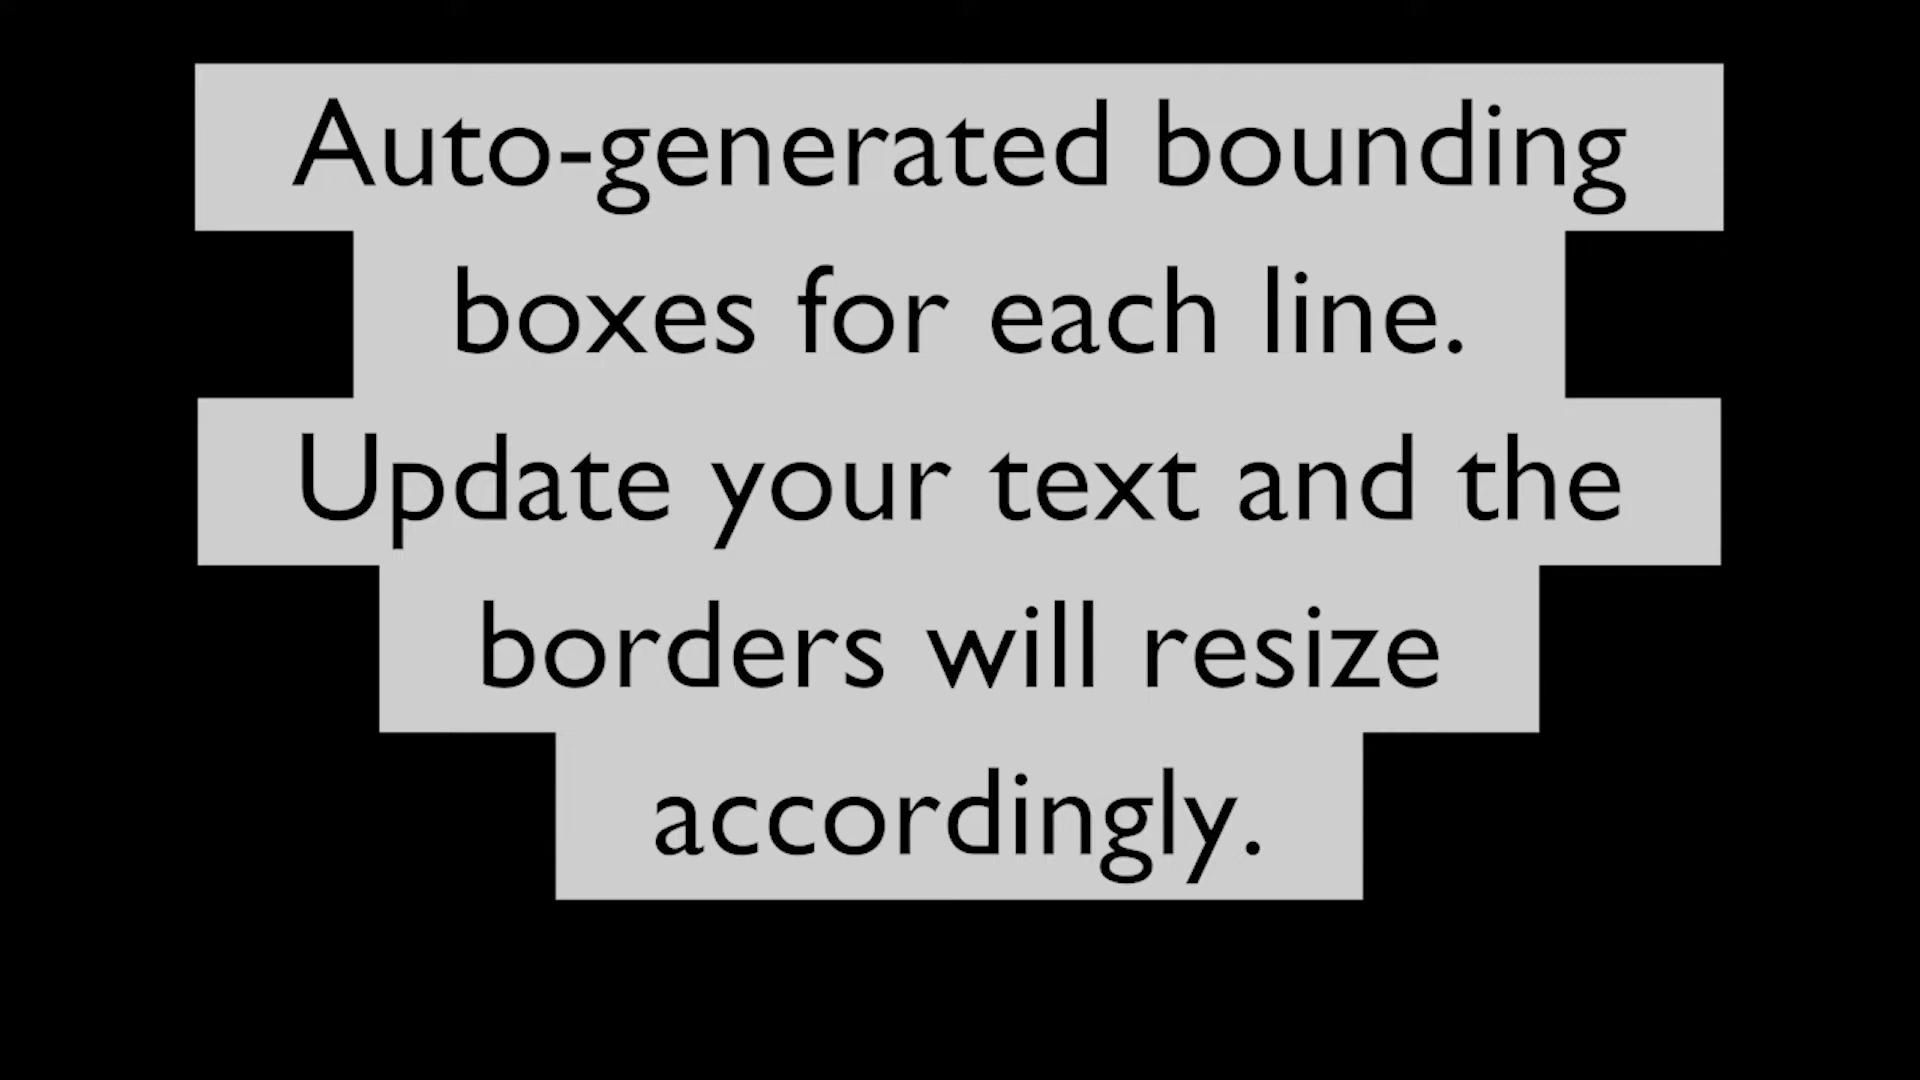 Auto-generated bounding
boxes for each line.
Update your text and the
borders will resize
accordingly.